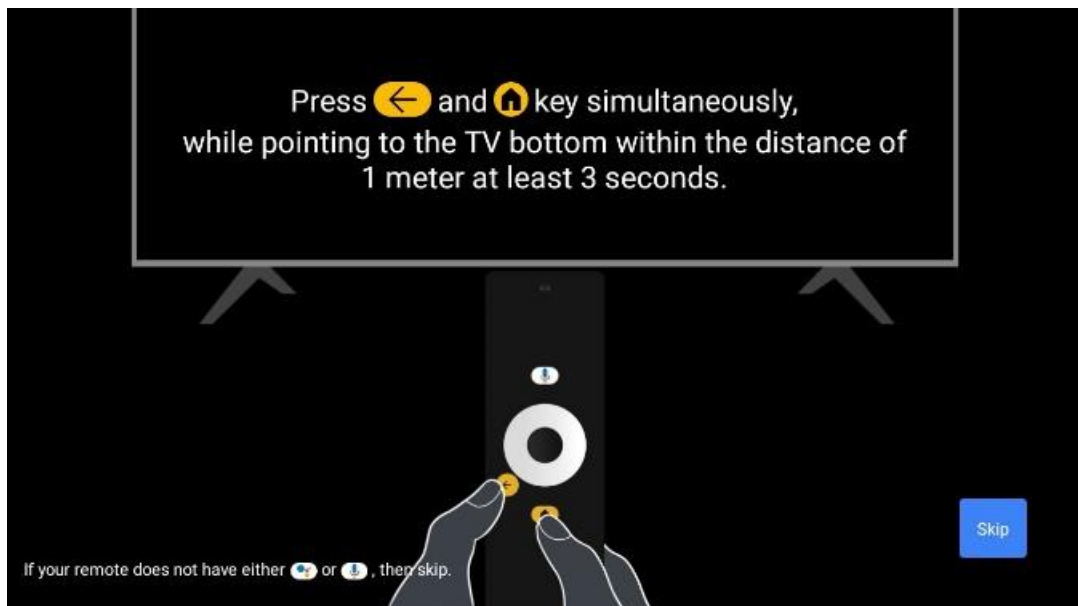 Press ← and key simultaneously,
while pointing to the TV bottom within the distance of
1 meter at least 3 seconds.
Skip
If your remote does not have either or , then skip.